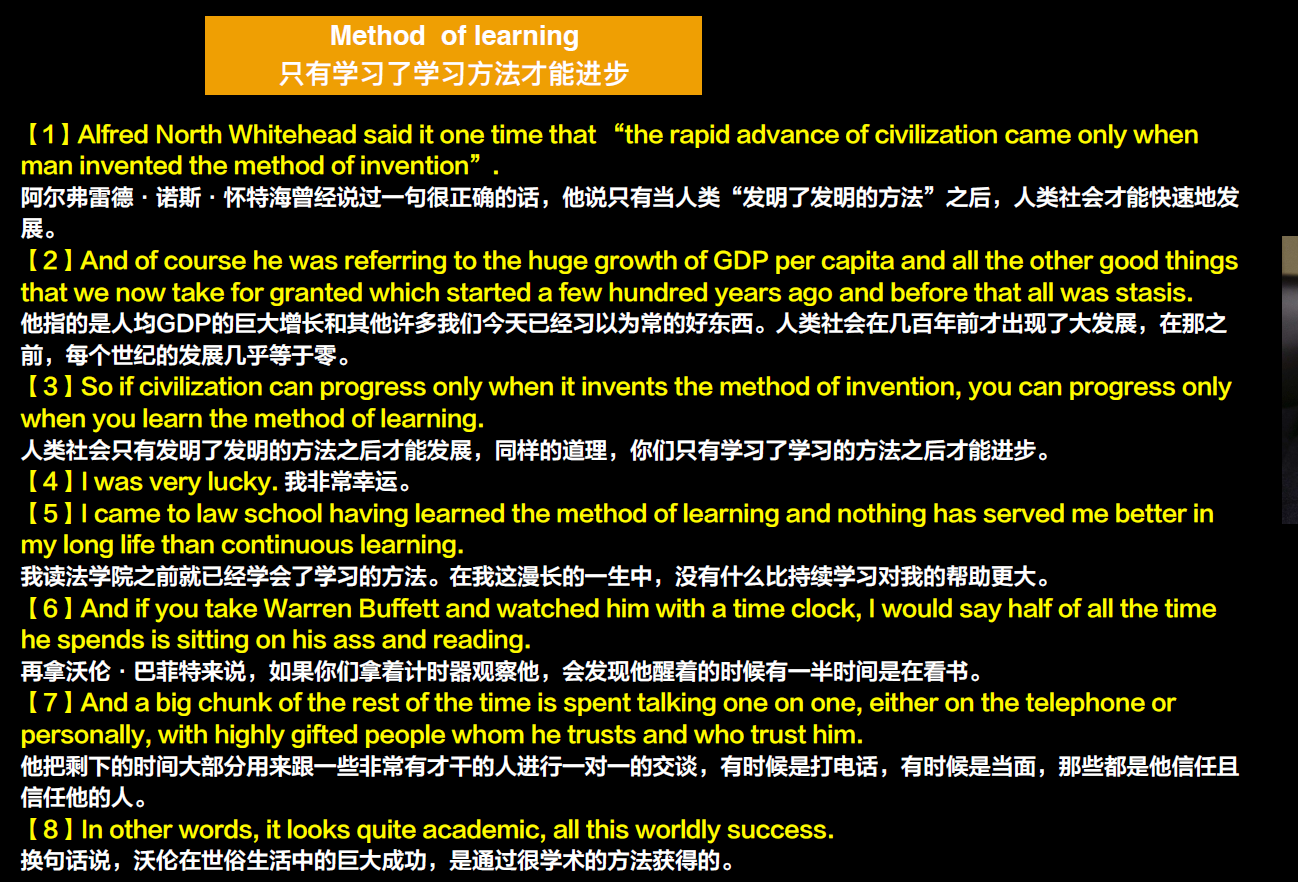 Method of learning
只有学习了学习方法才能进步
【1】Alfred North Whitehead said it one time that “the rapid advance of civilization came only when
man invented the method of invention”.
阿尔弗雷德·诺斯·怀特海曾经说过一句很正确的话，他说只有当人类“发明了发明的方法”之后，人类社会才能快速地发
展。
【2】And of course he was referring to the huge growth of GDP per capita and all the other good things
that we now take for granted which started a few hundred years ago and before that all was stasis.
他指的是人均GDP的巨大增长和其他许多我们今天已经习以为常的好东西。人类社会在几百年前才出现了大发展，在那之
前，每个世纪的发展几乎等于零。
【3】So if civilization can progress only when it invents the method of invention, you can progress only
when you learn the method of learning.
人类社会只有发明了发明的方法之后才能发展，同样的道理，你们只有学习了学习的方法之后才能进步。
【4】I was very lucky. 我非常幸运。
【5】I came to law school having learned the method of learning and nothing has served me better in
my long life than continuous learning.
我读法学院之前就已经学会了学习的方法。在我这漫长的一生中，没有什么比持续学习对我的帮助更大。
【6】And if you take Warren Buffett and watched him with a time clock, I would say half of all the time
he spends is sitting on his ass and reading.
再拿沃伦·巴菲特来说，如果你们拿着计时器观察他，会发现他醒着的时候有一半时间是在看书。
【7】And a big chunk of the rest of the time is spent talking one on one, either on the telephone or
personally, with highly gifted people whom he trusts and who trust him.
他把剩下的时间大部分用来跟一些非常有才干的人进行一对一的交谈，有时候是打电话，有时候是当面，那些都是他信任且
信任他的人。
【8】In other words, it looks quite academic, all this worldly success.
换句话说，沃伦在世俗生活中的巨大成功，是通过很学术的方法获得的。